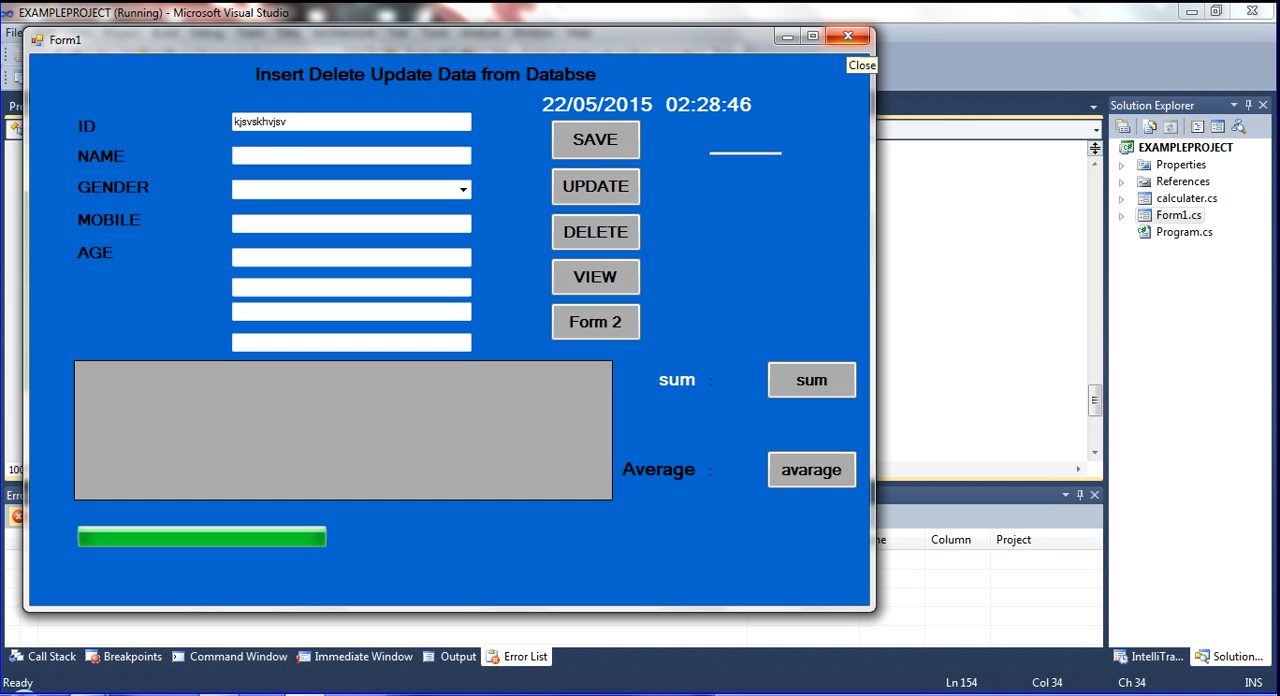 EXAMPLEPROJECT (Running) - Microsoft Visual Studio
Form1
Close
Insert Delete Update Data from Databse
22/05/2015 02:28:46
ID
kjsvskhvjsv
NAME
GENDER
MOBILE
AGE
SAVE
UPDATE
DELETE
VIEW
Form 2
sum :
sum
Average :
avarage
Solution Explorer
EXAMPLEPROJECT
Properties
References
calculater.cs
Form1.cs
Program.cs
Column
Project
Call Stack
Breakpoints
Command Window
Immediate Window
Output
Error List
IntelliTra...
Solution...
Ready
Ln 154
Col 34
Ch 34
INS